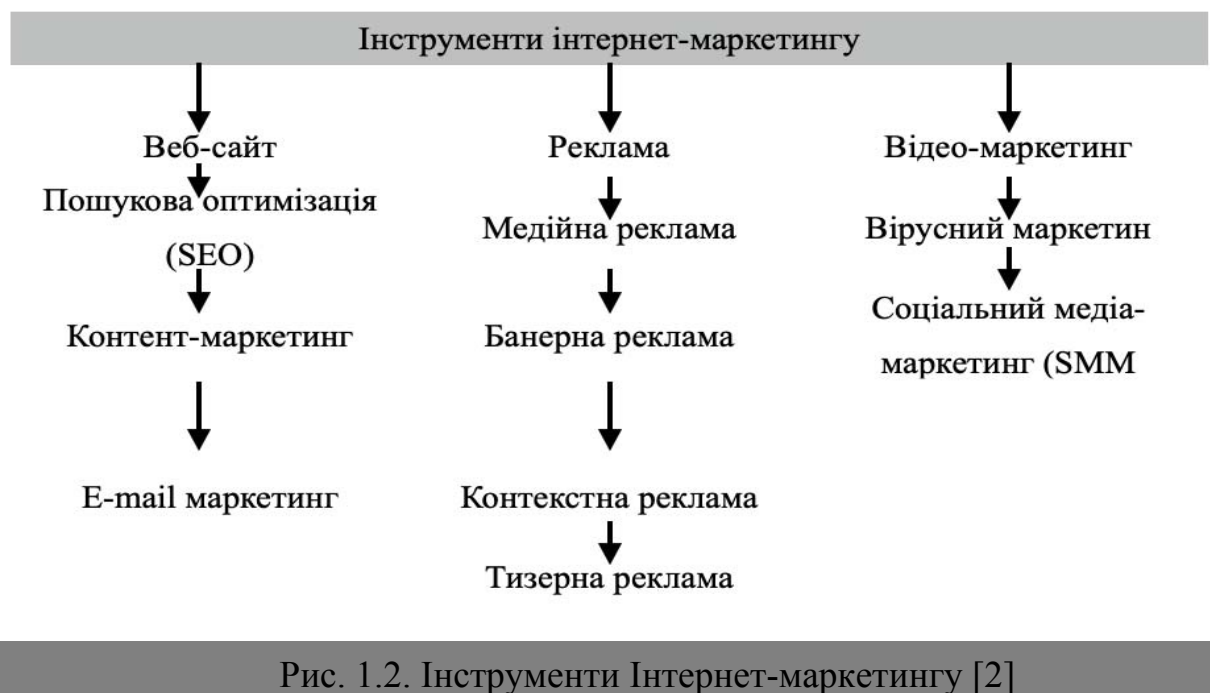 Інструменти інтернет-маркетингу
Веб-сайт
Пошукова оптимізація
(SEO)
Контент-маркетинг
E-mail маркетинг
Реклама
Медійна реклама
Банерна реклама
Контекстна реклама
Тизерна реклама
Відео-маркетинг
Вірусний маркетин
Соціальний медіа-
маркетинг (SMM
Рис. 1.2. Інструменти Інтернет-маркетингу [2]